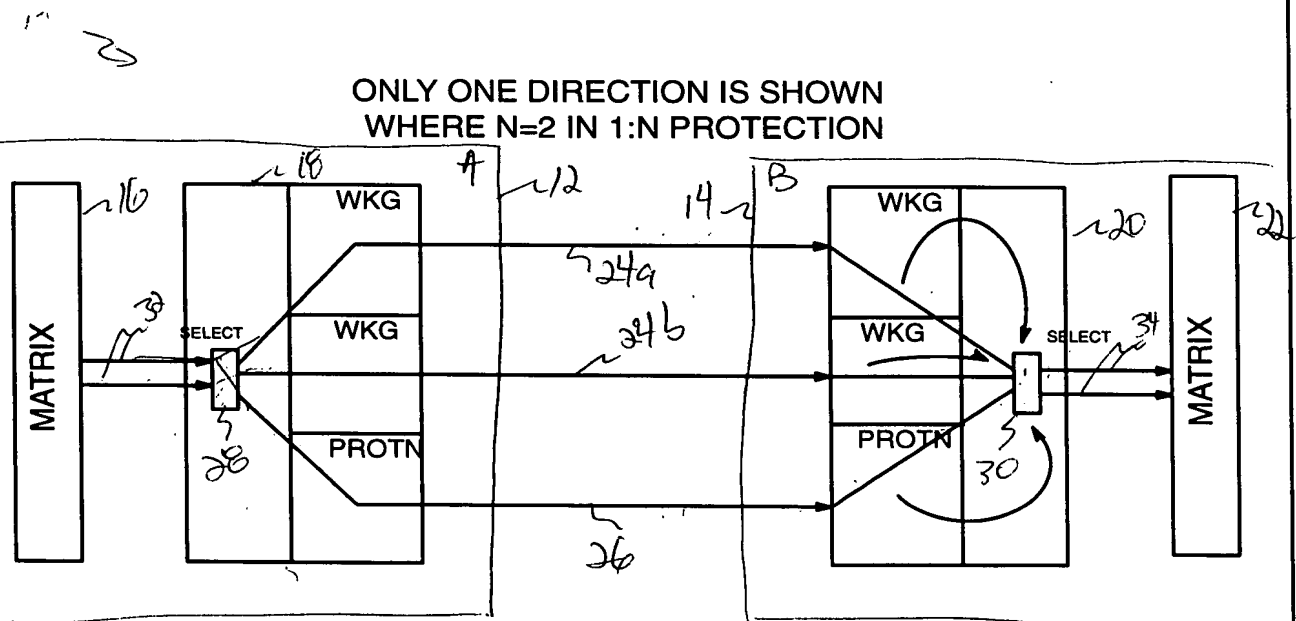 ONLY ONE DIRECTION IS SHOWN
WHERE N=2 IN 1:N PROTECTION
A
B
12
14
16
18
20
22
MATRIX
32
SELECT
28
WKG
WKG
PROTN
24a
24b
26
WKG
WKG
PROTN
SELECT
30
34
MATRIX